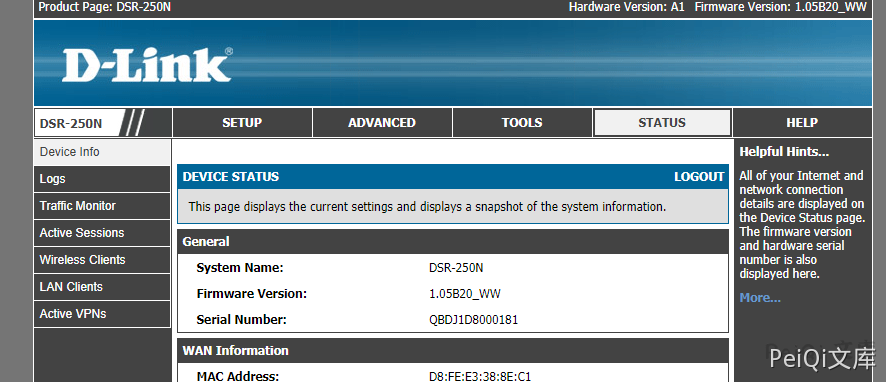 Product Page: DSR-250N Hardware Version: A1 Firmware Version: 1.05B20_WW
D-Link®
DSR-250N SETUP ADVANCED TOOLS STATUS HELP
Device Info
Logs
Traffic Monitor
Active Sessions
Wireless Clients
LAN Clients
Active VPNs
DEVICE STATUS LOGOUT
This page displays the current settings and displays a snapshot of the system information.
General
System Name: DSR-250N
Firmware Version: 1.05B20_WW
Serial Number: QBDJ1D8000181
WAN Information
MAC Address: D8:FE:E3:38:8E:C1
Helpful Hints...
All of your Internet and
network connection
details are displayed on
the Device Status page.
The firmware version
and hardware serial
number is also
displayed here.
More...
PeiQi文库